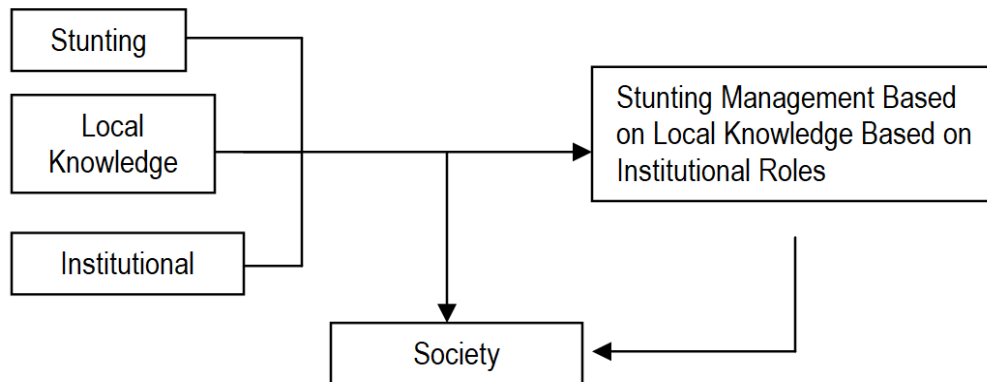 Stunting
Local
Knowledge
Institutional
Stunting Management Based
on Local Knowledge Based on
Institutional Roles
Society